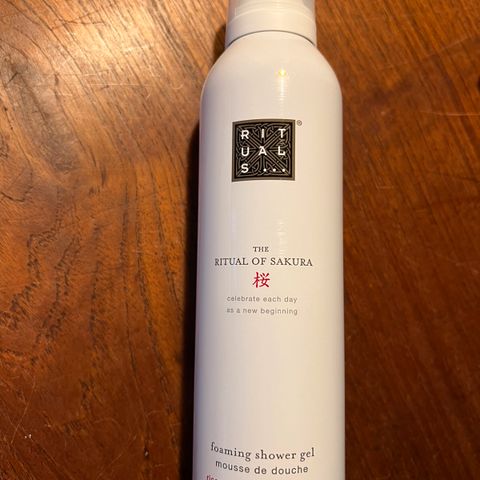 RIT
UAL
S...
®
THE
RITUAL OF SAKURA
桜
celebrate each day
as a new beginning
foaming shower gel
mousse de douche